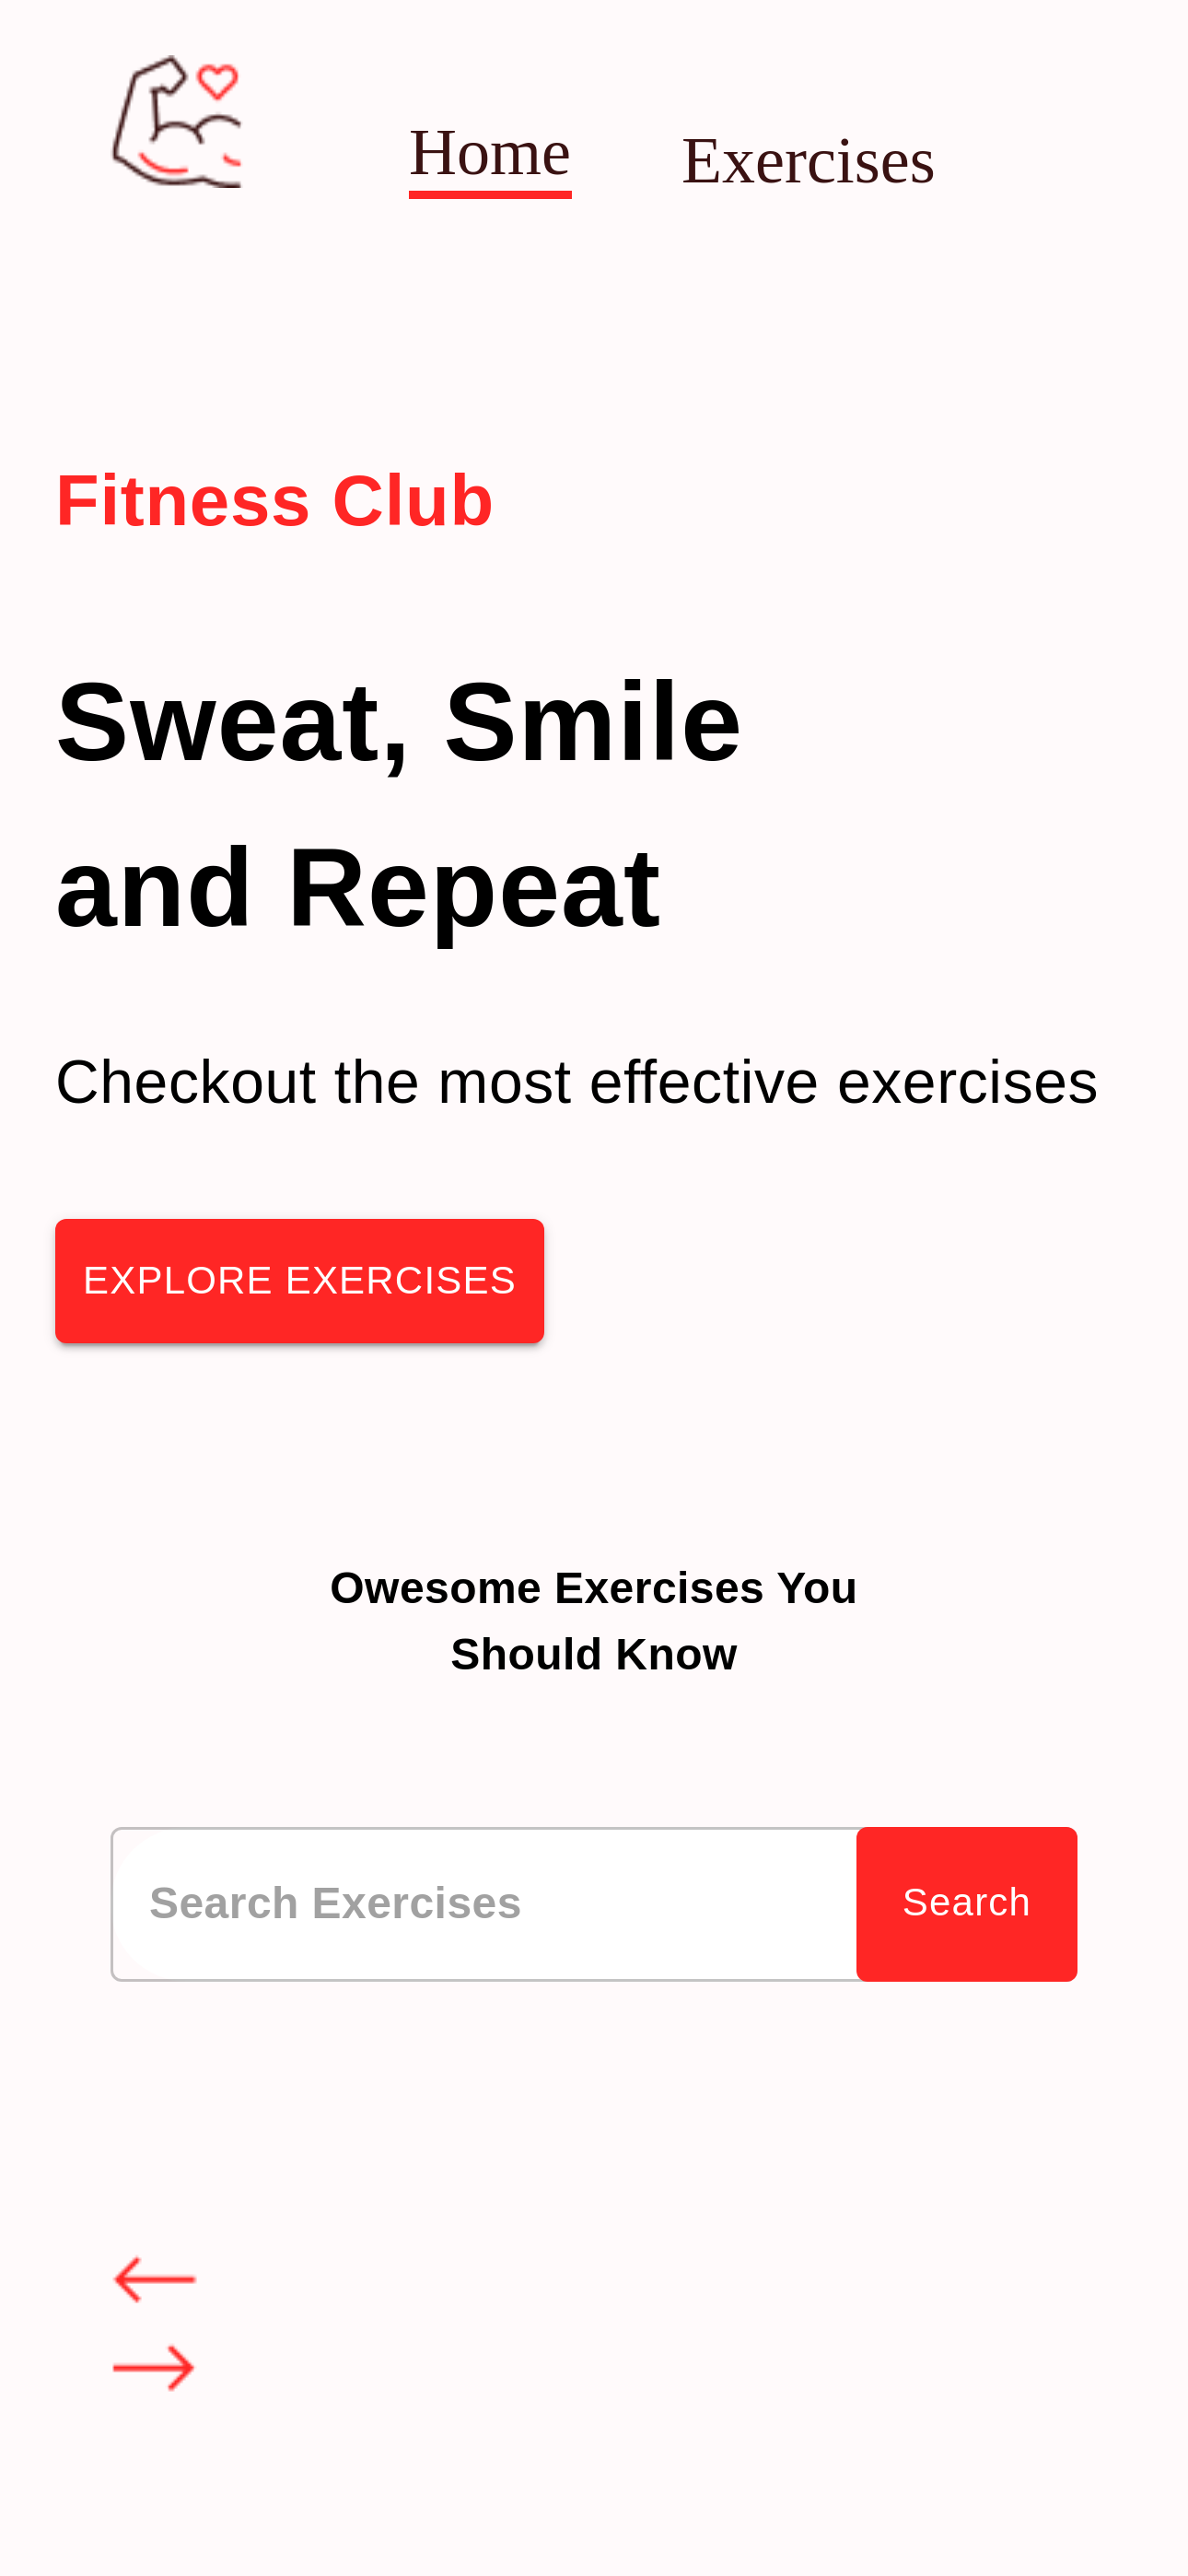 Home
Exercises
Fitness Club
Sweat, Smile
and Repeat
Checkout the most effective exercises
EXPLORE EXERCISES
Owesome Exercises You
Should Know
Search Exercises
Search